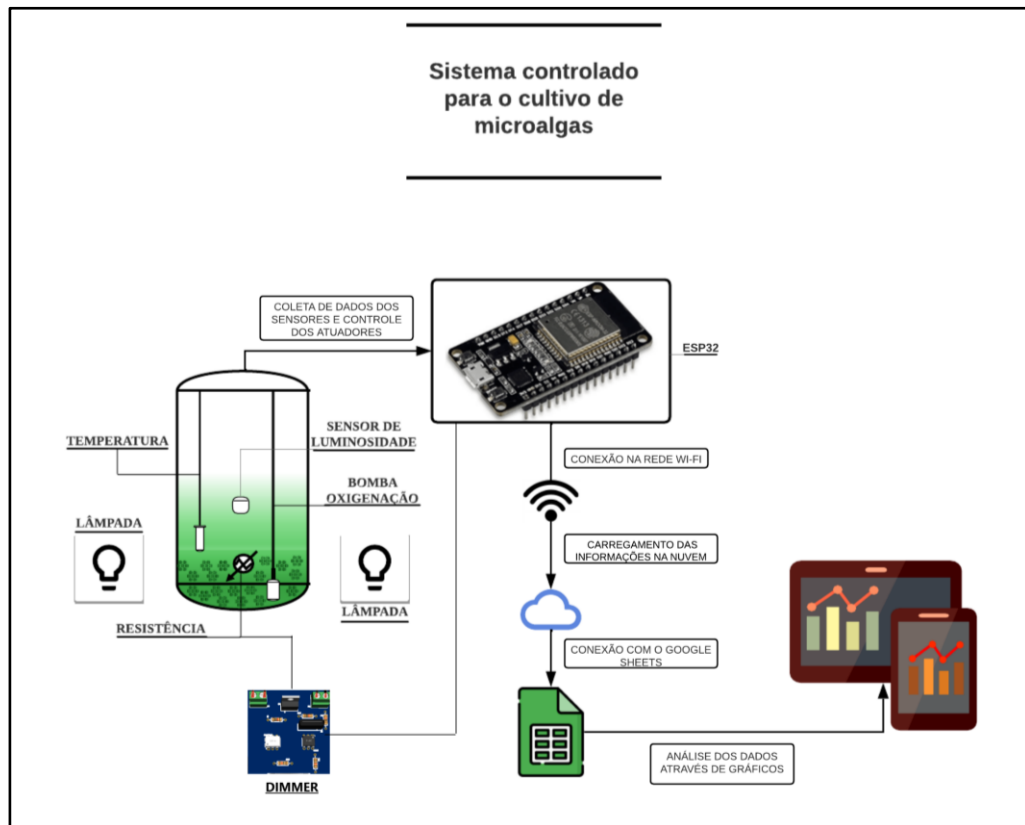 Sistema controlado
para o cultivo de
microalgas
COLETA DE DADOS DOS
SENSORES E CONTROLE
DOS ATUADORES
ESP32
TEMPERATURA
SENSOR DE
LUMINOSIDADE
CONEXÃO NA REDE WI-FI
BOMBA
OXIGENAÇÃO
LÂMPADA
CARREGAMENTO DAS
INFORMAÇÕES NA NUVEM
LÂMPADA
RESISTÊNCIA
CONEXÃO COM O GOOGLE
SHEETS
ANÁLISE DOS DADOS
ATRAVÉS DE GRÁFICOS
DIMMER